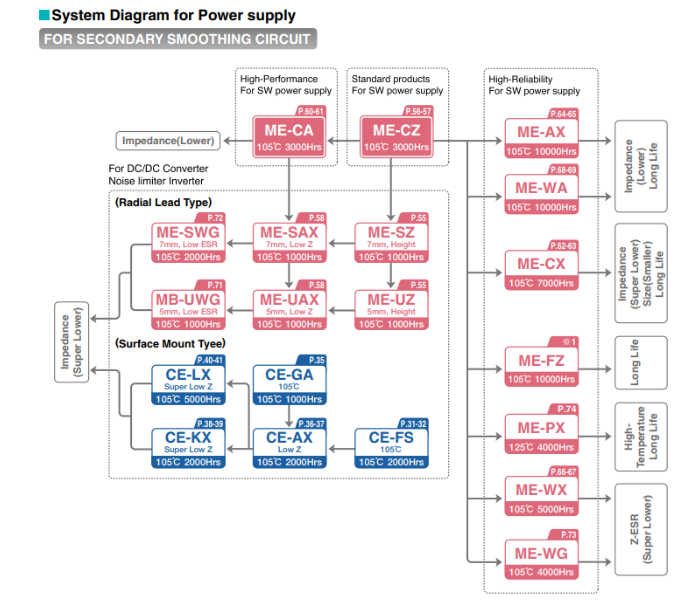 System Diagram for Power supply
FOR SECONDARY SMOOTHING CIRCUIT
High-Performance
For SW power supply
Standard products
For SW power supply
High-Reliability
For SW power supply
P.60-61
ME-CA
105℃ 3000Hrs
P.56-57
ME-CZ
105℃ 3000Hrs
Impedance(Lower)
For DC/DC Converter
Noise limiter Inverter
(Radial Lead Type)
P.72
ME-SWG
7mm, Low ESR
105℃ 2000Hrs
P.58
ME-SAX
7mm, Low Z
105℃ 1000Hrs
P.55
ME-SZ
7mm, Height
105℃ 1000Hrs
P.71
MB-UWG
5mm, Low ESR
105℃ 1000Hrs
P.58
ME-UAX
5mm, Low Z
105℃ 1000Hrs
P.55
ME-UZ
5mm, Height
105℃ 1000Hrs
Impedance
(Super Lower)
(Surface Mount Tyee)
P.40-41
CE-LX
Super Low Z
105℃ 5000Hrs
P.35
CE-GA
105℃
105℃ 1000Hrs
P.38-39
CE-KX
Super Low Z
105℃ 2000Hrs
P.36-37
CE-AX
Low Z
105℃ 2000Hrs
P.31-32
CE-FS
105℃
105℃ 2000Hrs
P.64-65
ME-AX
105℃ 10000Hrs
P.68-69
ME-WA
105℃ 10000Hrs
Impedance
(Lower)
Long Life
P.62-63
ME-CX
105℃ 7000Hrs
Impedance
(Super Lower)
Size(Smaller)
Long Life
※1
ME-FZ
105℃ 10000Hrs
Long Life
P.74
ME-PX
125℃ 4000Hrs
High-
Temperature
Long Life
P.66-67
ME-WX
105℃ 5000Hrs
P.73
ME-WG
105℃ 4000Hrs
Z-ESR
(Super Lower)